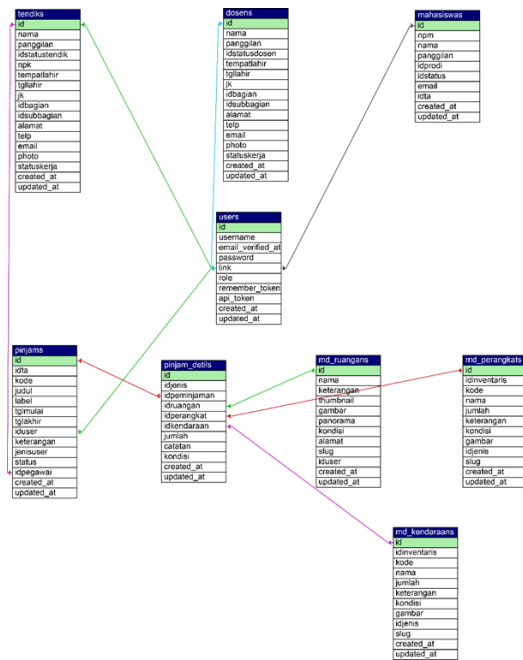 tendiks
id
nama
panggilan
idstatustendik
npk
tempatlahir
tgllahir
jk
idbagian
idsubbagian
alamat
telp
email
photo
statuskerja
created_at
updated_at
dosens
id
nama
panggilan
idstatusdosen
tempatlahir
tgllahir
jk
idbagian
idsubbagian
alamat
telp
email
photo
statuskerja
created_at
updated_at
mahasiswas
id
npm
nama
panggilan
idprodi
idstatus
email
idta
created_at
updated_at
users
id
username
email_verified_at
password
link
role
remember_token
api_token
created_at
updated_at
pinjams
id
idta
kode
judul
label
tglmulai
tglakhir
iduser
keterangan
jenisuser
status
idpegawai
created_at
updated_at
pinjam_detils
id
idjenis
idpeminjaman
idruangan
idperangkat
idkendaraan
jumlah
catatan
kondisi
created_at
updated_at
md_ruangans
id
nama
keterangan
thumbnail
gambar
panorama
kondisi
alamat
slug
iduser
created_at
updated_at
md_perangkats
id
idinventaris
kode
nama
jumlah
keterangan
kondisi
gambar
idjenis
slug
created_at
updated_at
md_kendaraans
id
idinventaris
kode
nama
jumlah
keterangan
kondisi
gambar
idjenis
slug
created_at
updated_at